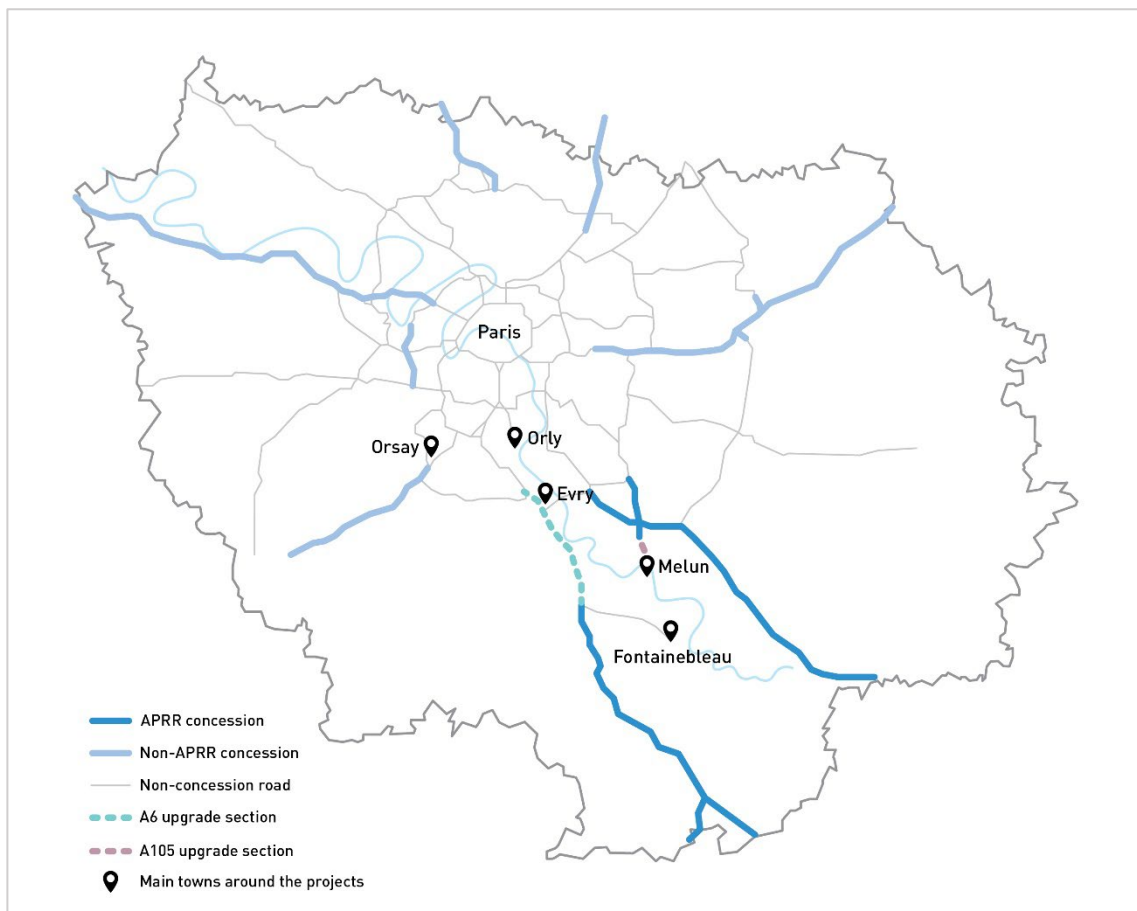 Paris
Orsay
Orly
Evry
Melun
Fontainebleau
APRR concession
Non-APRR concession
Non-concession road
A6 upgrade section
A105 upgrade section
Main towns around the projects